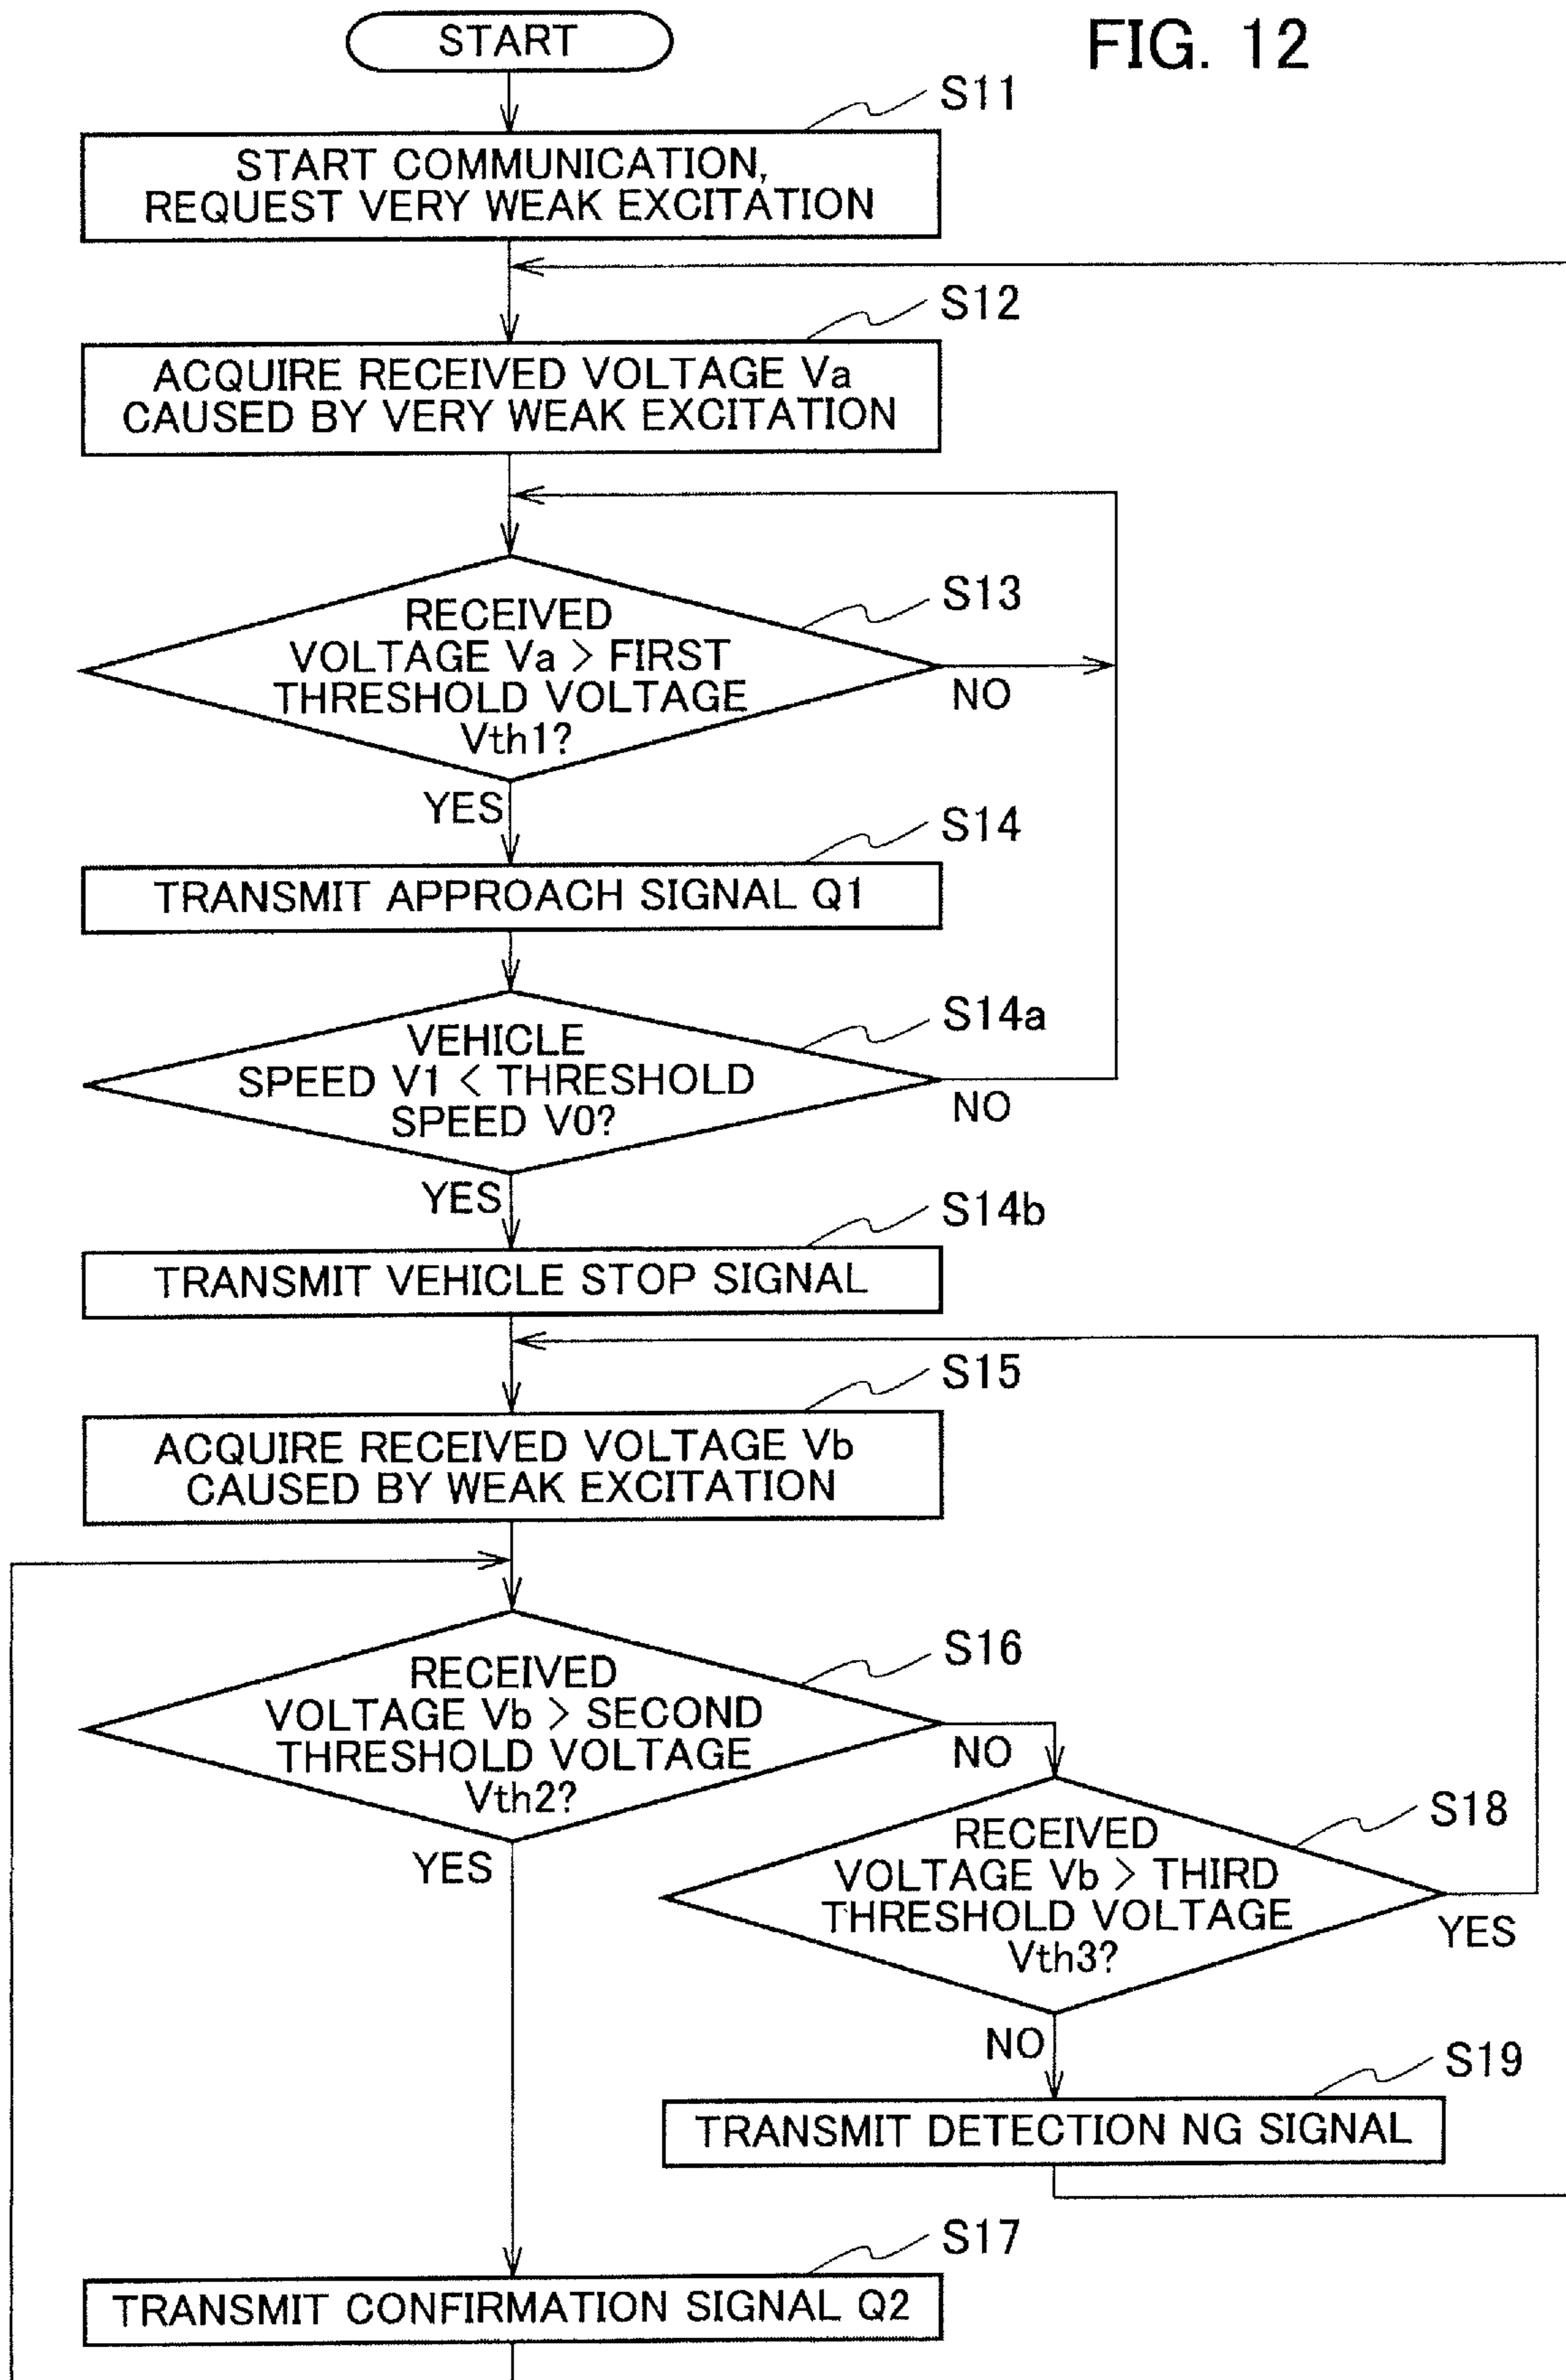 START
FIG. 12
S11
START COMMUNICATION,
REQUEST VERY WEAK EXCITATION
S12
ACQUIRE RECEIVED VOLTAGE Va
CAUSED BY VERY WEAK EXCITATION
S13
RECEIVED
VOLTAGE Va > FIRST
THRESHOLD VOLTAGE
Vth1?
NO
YES
S14
TRANSMIT APPROACH SIGNAL Q1
S14a
VEHICLE
SPEED V1 < THRESHOLD
SPEED V0?
NO
YES
S14b
TRANSMIT VEHICLE STOP SIGNAL
S15
ACQUIRE RECEIVED VOLTAGE Vb
CAUSED BY WEAK EXCITATION
S16
RECEIVED
VOLTAGE Vb > SECOND
THRESHOLD VOLTAGE
Vth2?
NO
YES
S18
RECEIVED
VOLTAGE Vb > THIRD
THRESHOLD VOLTAGE
Vth3?
YES
NO
S19
TRANSMIT DETECTION NG SIGNAL
S17
TRANSMIT CONFIRMATION SIGNAL Q2